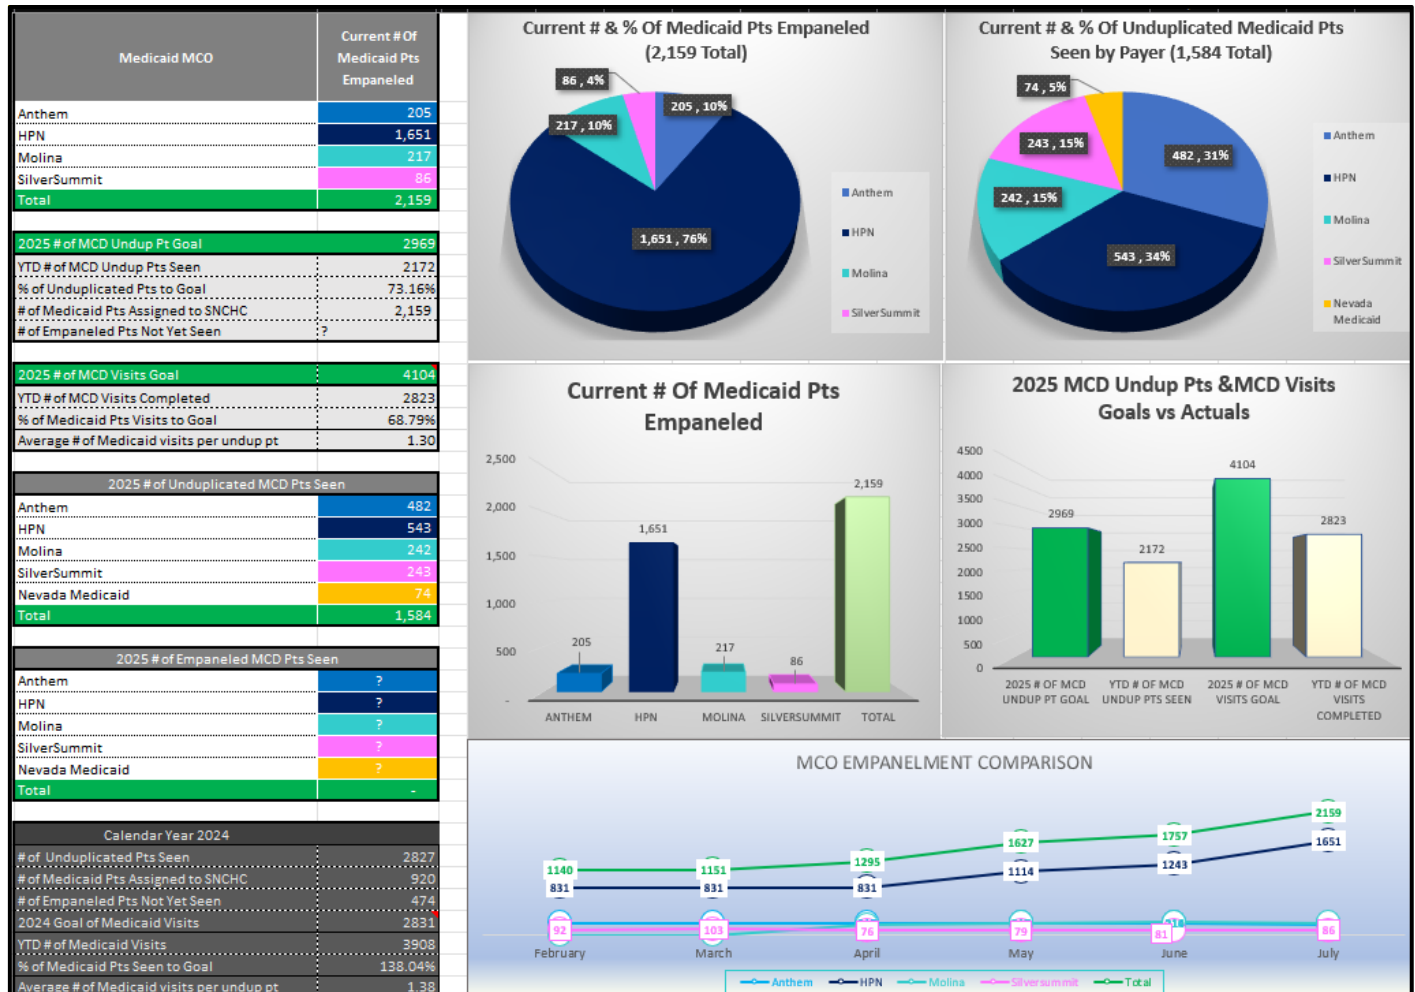 Medicaid MCO
Current # Of Medicaid Pts Empaneled
Anthem 205
HPN 1,651
Molina 217
SilverSummit 86
Total 2,159
2025 # of MCD Undup Pt Goal 2969
YTD # of MCD Undup Pts Seen 2172
% of Unduplicated Pts to Goal 73.16%
# of Medicaid Pts Assigned to SNCHC 2,159
# of Empaneled Pts Not Yet Seen ?
2025 # of MCD Visits Goal 4104
YTD # of MCD Visits Completed 2823
% of Medicaid Pts Visits to Goal 68.79%
Average # of Medicaid visits per undup pt 1.30
2025 # of Unduplicated MCD Pts Seen
Anthem 482
HPN 543
Molina 242
SilverSummit 243
Nevada Medicaid 74
Total 1,584
2025 # of Empaneled MCD Pts Seen
Anthem ?
HPN ?
Molina ?
SilverSummit ?
Nevada Medicaid ?
Total -
Calendar Year 2024
# of Unduplicated Pts Seen 2827
# of Medicaid Pts Assigned to SNCHC 920
# of Empaneled Pts Not Yet Seen 474
2024 Goal of Medicaid Visits 2831
YTD # of Medicaid Visits 3908
% of Medicaid Pts Seen to Goal 138.04%
Average # of Medicaid visits per undup pt 1.38
Current # & % Of Medicaid Pts Empaneled
(2,159 Total)
86 , 4%
205 , 10%
217 , 10%
1,651 , 76%
Anthem
HPN
Molina
SilverSummit
Current # & % Of Unduplicated Medicaid Pts
Seen by Payer (1,584 Total)
74 , 5%
243 , 15%
482 , 31%
242 , 15%
543 , 34%
Anthem
HPN
Molina
SilverSummit
Nevada
Medicaid
Current # Of Medicaid Pts
Empaneled
2,500
2,000
1,500
1,000
500
-
205
1,651
217
86
2,159
ANTHEM HPN MOLINA SILVERSUMMIT TOTAL
2025 MCD Undup Pts &MCD Visits
Goals vs Actuals
4500
4000
3500
3000
2500
2000
1500
1000
500
0
2969
2172
4104
2823
2025 # OF MCD UNDUP PT GOAL
YTD # OF MCD UNDUP PTS SEEN
2025 # OF MCD VISITS GOAL
YTD # OF MCD VISITS COMPLETED
MCO EMPANELMENT COMPARISON
1140 1151 1295 1627 1757 2159
831 831 831 1114 1243 1651
92 103 76 79 81 86
February March April May June July
Anthem HPN Molina Silversummit Total